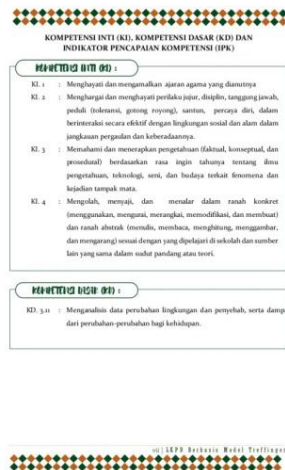 KOMPETENSI INTI (KI), KOMPETENSI DASAR (KD) DAN
INDIKATOR PENCAPAIAN KOMPETENSI (IPK)
KOMPETENSI INTI (KI) :
KI. 1 : Menghayati dan mengamalkan ajaran agama yang dianutnya
KI. 2 : Menghargai dan menghayati perilaku jujur, disiplin, tanggung jawab,
peduli (toleransi, gotong royong), santun, percaya diri, dalam
berinteraksi secara efektif dengan lingkungan sosial dan alam dalam
jangkauan pergaulan dan keberadaannya.
KI. 3 : Memahami dan menerapkan pengetahuan (faktual, konseptual, dan
prosedural) berdasarkan rasa ingin tahunya tentang ilmu
pengetahuan, teknologi, seni, dan budaya terkait fenomena dan
kejadian tampak mata.
KI. 4 : Mengolah, menyaji, dan menalar dalam ranah konkret
(menggunakan, mengurai, merangkai, memodifikasi, dan membuat)
dan ranah abstrak (menulis, membaca, menghitung, menggambar,
dan mengarang) sesuai dengan yang dipelajari di sekolah dan sumber
lain yang sama dalam sudut pandang atau teori.
KOMPETENSI DASAR (KD) :
KD. 3.11 : Menganalisis data perubahan lingkungan dan penyebab, serta damp
dari perubahan-perubahan bagi kehidupan.
vii | LKPD Berbasis Model Treffinger